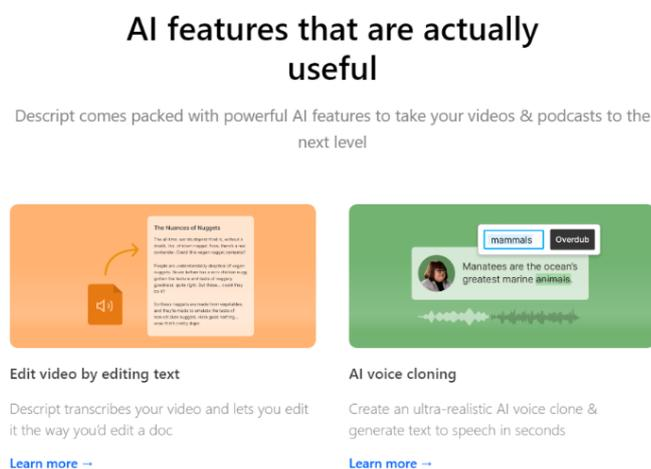 AI features that are actually
useful
Descript comes packed with powerful AI features to take your videos & podcasts to the
next level
The Nuances of Nuggets
mammals
Overdub
Manatees are the ocean's
greatest marine animals.
Edit video by editing text
AI voice cloning
Descript transcribes your video and lets you edit
it the way you'd edit a doc
Create an ultra-realistic AI voice clone &
generate text to speech in seconds
Learn more →
Learn more →